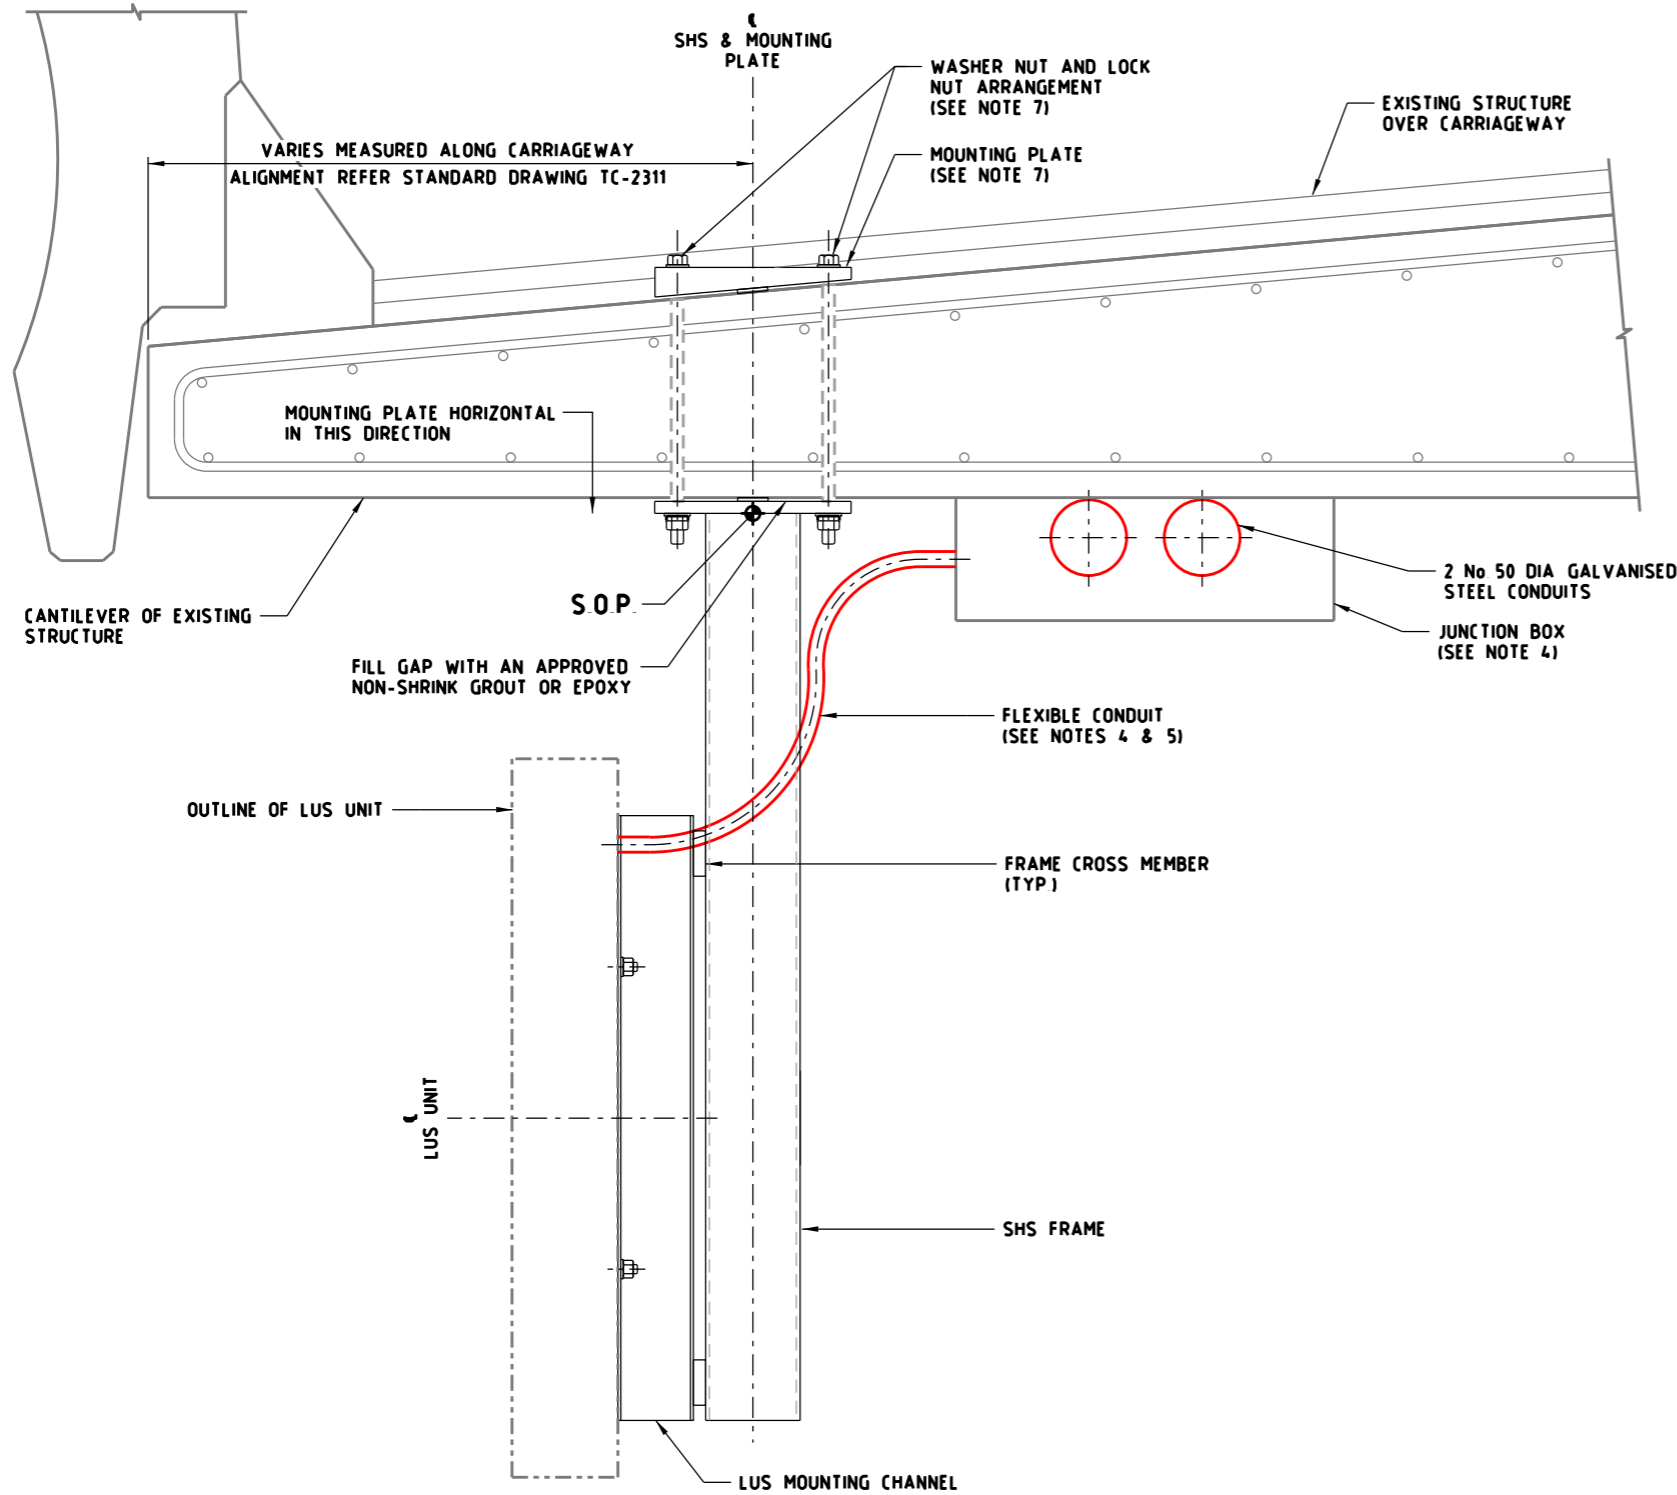 ℄
SHS & MOUNTING
PLATE
WASHER NUT AND LOCK
NUT ARRANGEMENT
(SEE NOTE 7)
EXISTING STRUCTURE
OVER CARRIAGEWAY
VARIES MEASURED ALONG CARRIAGEWAY
ALIGNMENT REFER STANDARD DRAWING TC-2311
MOUNTING PLATE
(SEE NOTE 7)
MOUNTING PLATE HORIZONTAL
IN THIS DIRECTION
CANTILEVER OF EXISTING
STRUCTURE
S.O.P.
FILL GAP WITH AN APPROVED
NON-SHRINK GROUT OR EPOXY
2 No. 50 DIA GALVANISED
STEEL CONDUITS
JUNCTION BOX
(SEE NOTE 4)
FLEXIBLE CONDUIT
(SEE NOTES 4 & 5)
OUTLINE OF LUS UNIT
FRAME CROSS MEMBER
(TYP.)
℄
LUS UNIT
SHS FRAME
LUS MOUNTING CHANNEL